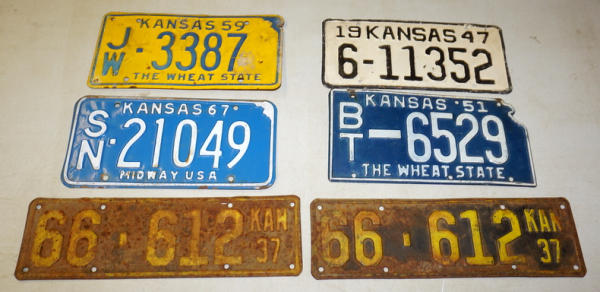 KANSAS 59
JW·3387
THE WHEAT STATE
19 KANSAS 47
6-11352
KANSAS 67
SN·21049
MIDWAY USA
KANSAS '51
BT-6529
THE WHEAT STATE
66·612 KAN 37
66·612 KAN 37